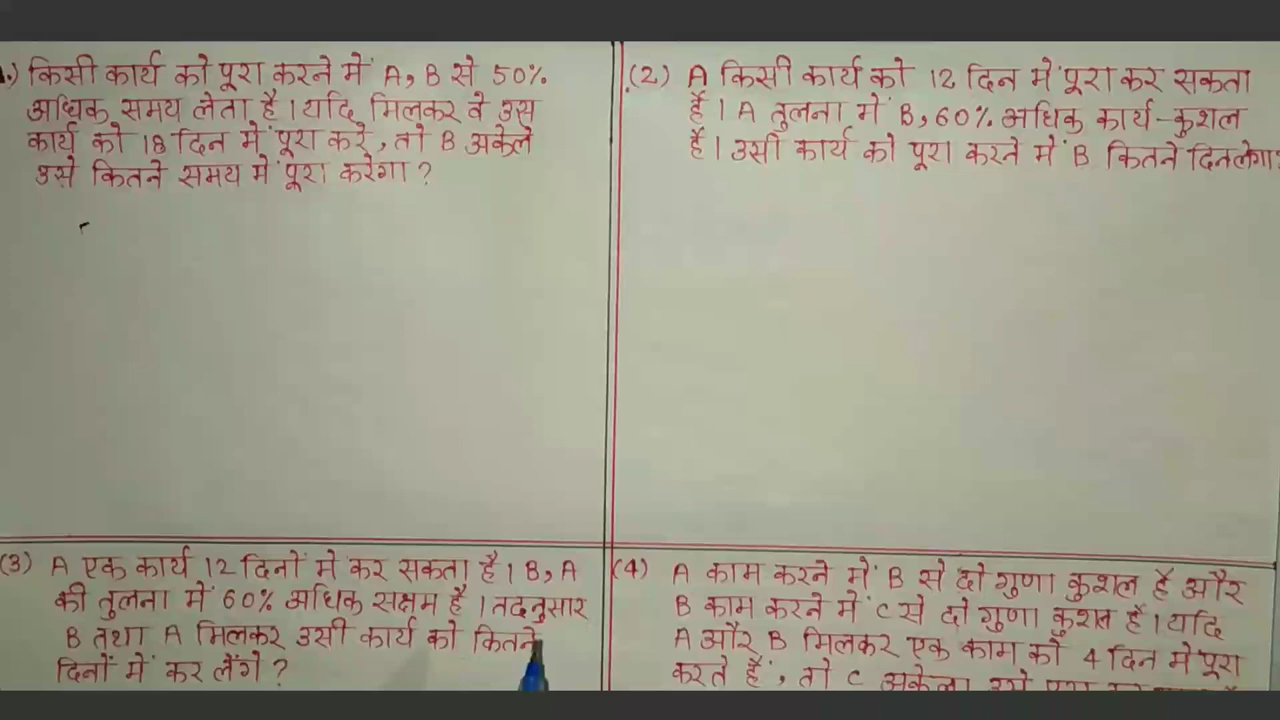 .) किसी कार्य को पूरा करने में A, B से 50%
अधिक समय लेता है। यदि मिलकर वे उस
कार्य को 18 दिन में पूरा करे, तो B अकेले
उसे कितने समय में पूरा करेगा?
(2) A किसी कार्य को 12 दिन में पूरा कर सकता
है। A तुलना में B, 60% अधिक कार्य-कुशल
है। उसी कार्य को पूरा करने में B कितने दिन लेगा?
(3) A एक कार्य 12 दिनों में कर सकता है। B, A
की तुलना में 60% अधिक सक्षम है। तदनुसार
B तथा A मिलकर उसी कार्य को कितने
दिनों में कर लेंगे?
(4) A काम करने में B से दो गुणा कुशल है और
B काम करने में C से दो गुणा कुशल है। यदि
A और B मिलकर एक काम को 4 दिन में पूरा
करते हैं, तो C अकेला उसे